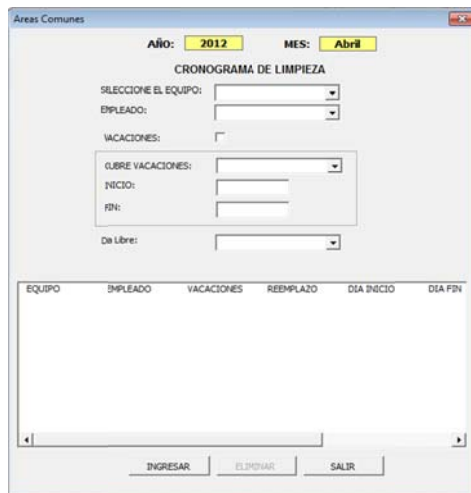 Areas Comunes
AÑO: 2012 MES: Abril
CRONOGRAMA DE LIMPIEZA
SELECCIONE EL EQUIPO:
EMPLEADO:
VACACIONES:
CUBRE VACACIONES:
INICIO:
FIN:
Dia Libre:
EQUIPO EMPLEADO VACACIONES REEMPLAZO DIA INICIO DIA FIN
INGRESAR ELIMINAR SALIR